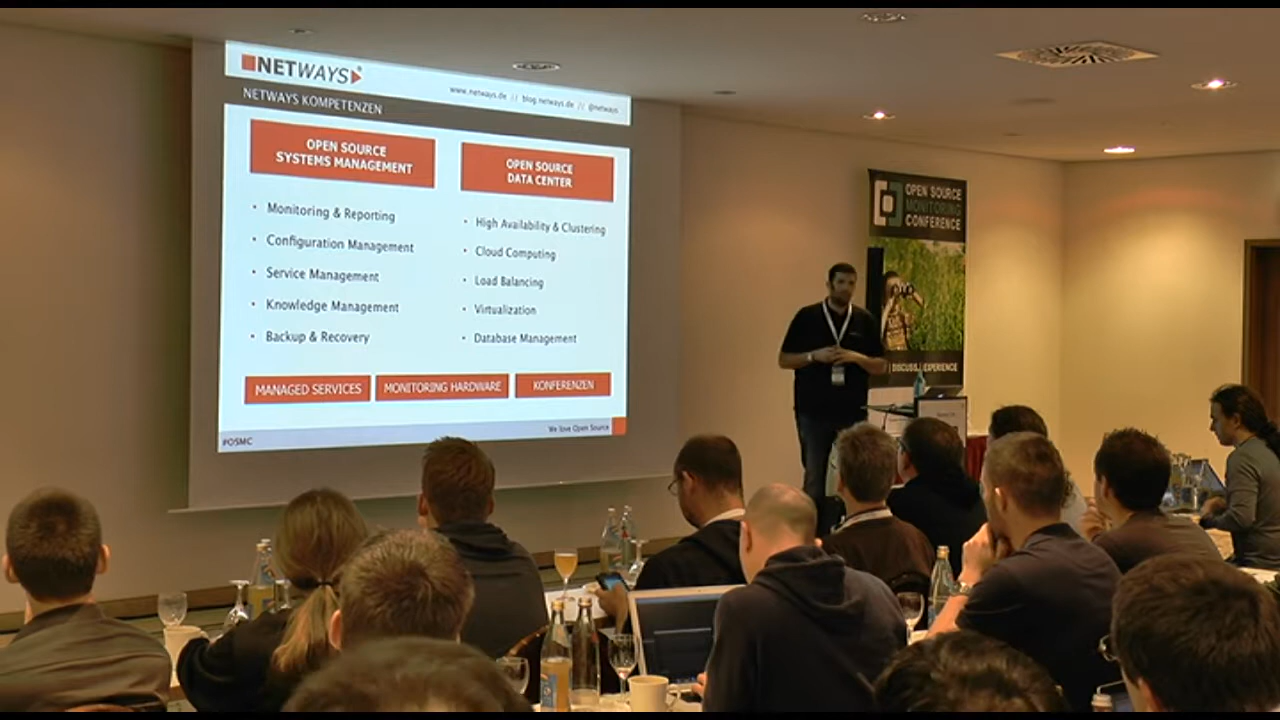 NETWAYS
www.netways.de // blog.netways.de // @netways
NETWAYS KOMPETENZEN
OPEN SOURCE
SYSTEMS MANAGEMENT
• Monitoring & Reporting
• Configuration Management
• Service Management
• Knowledge Management
• Backup & Recovery
OPEN SOURCE
DATA CENTER
• High Availability & Clustering
• Cloud Computing
• Load Balancing
• Virtualization
• Database Management
MANAGED SERVICES
MONITORING HARDWARE
KONFERENZEN
#OSMC
We love Open Source
OPEN SOURCE
MONITORING
CONFERENCE
| DISCUSS | EXPERIENCE